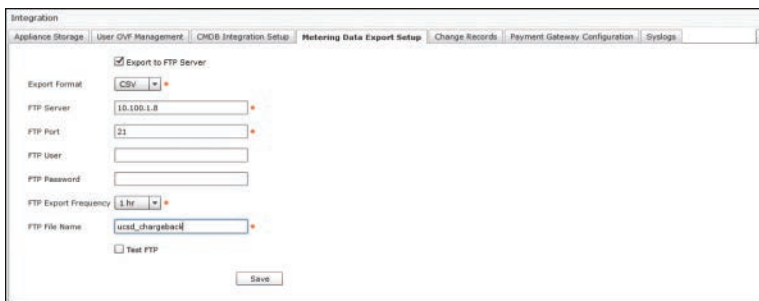 Integration
Appliance Storage User OVF Management CMDB Integration Setup Metering Data Export Setup Change Records Payment Gateway Configuration Syslogs
Export to FTP Server
Export Format CSV *
FTP Server 10.100.1.8 *
FTP Port 21 *
FTP User
FTP Password
FTP Export Frequency 1 hr *
FTP File Name ucsd_chargeback *
Test FTP
Save